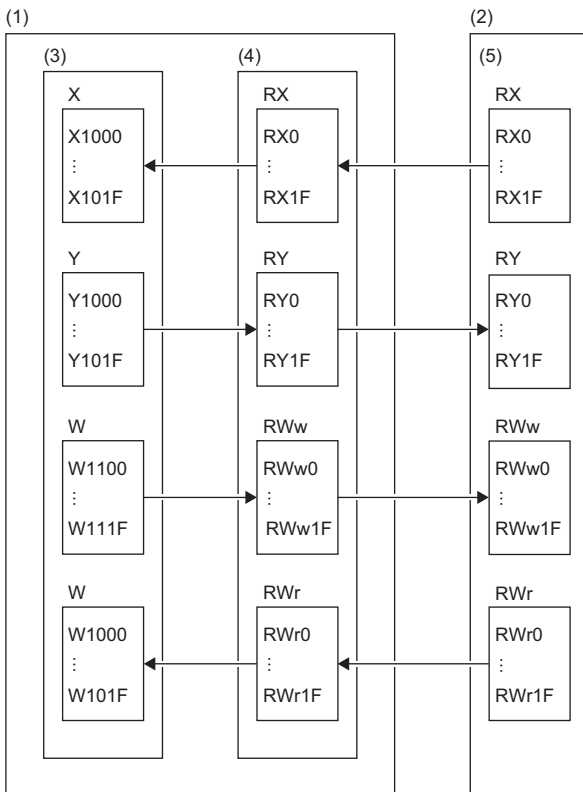 (1)
(2)
(3)
(4)
(5)
X
RX
RX
X1000
RX0
RX0
⋮
⋮
⋮
X101F
RX1F
RX1F
Y
RY
RY
Y1000
RY0
RY0
⋮
⋮
⋮
Y101F
RY1F
RY1F
W
RWw
RWw
W1100
RWw0
RWw0
⋮
⋮
⋮
W111F
RWw1F
RWw1F
W
RWr
RWr
W1000
RWr0
RWr0
⋮
⋮
⋮
W101F
RWr1F
RWr1F